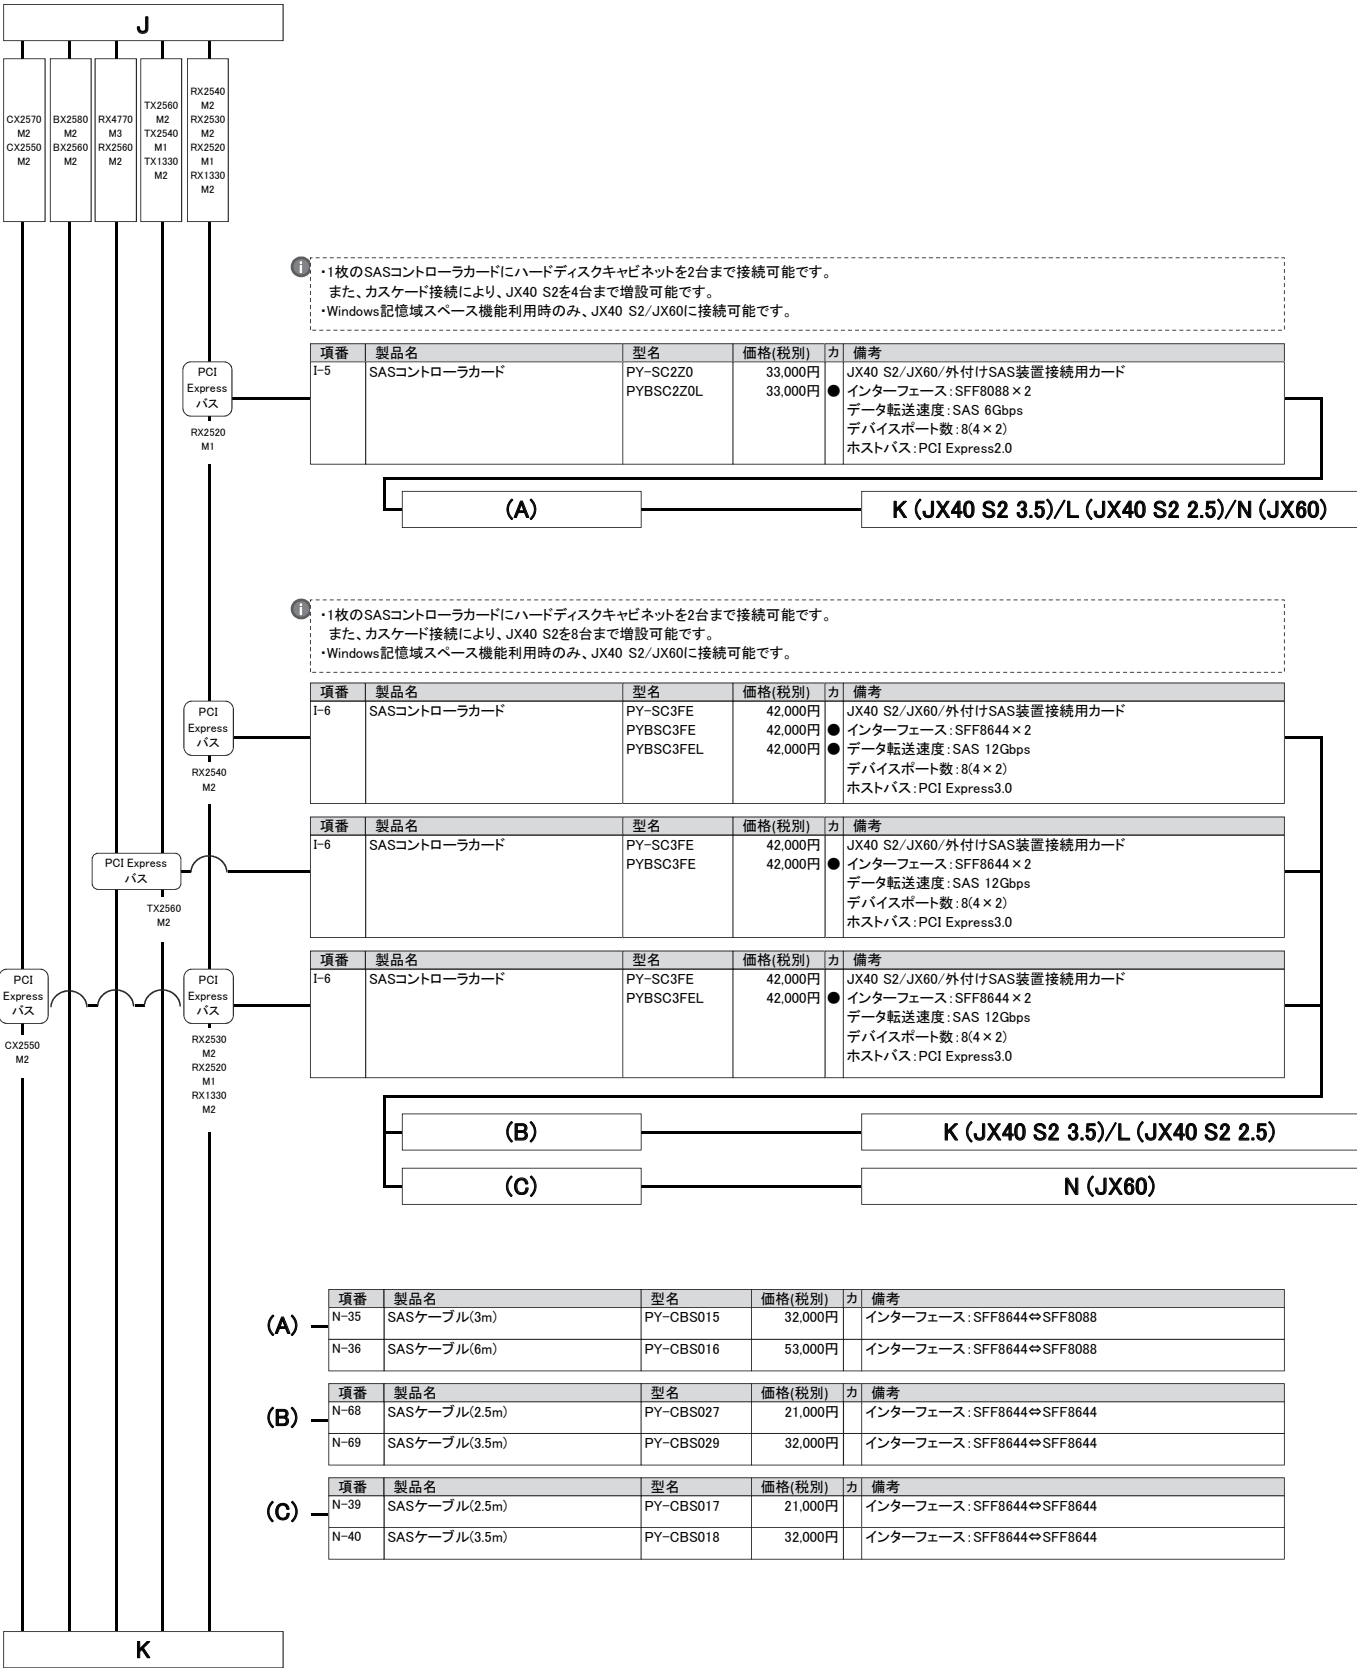 J
CX2570
M2
CX2550
M2
BX2580
M2
BX2560
M2
RX4770
M3
RX2560
M2
TX2560
M2
TX2540
M1
TX1330
M2
RX2540
M2
RX2530
M2
RX2520
M1
RX1330
M2
・1枚のSASコントローラカードにハードディスクキャビネットを2台まで接続可能です。
また、カスケード接続により、JX40 S2を4台まで増設可能です。
・Windows記憶域スペース機能利用時のみ、JX40 S2/JX60に接続可能です。
項番 製品名 型名 価格(税別) カ 備考
I-5 SASコントローラカード PY-SC2Z0 33,000円 JX40 S2/JX60/外付けSAS装置接続用カード
PYBSC2Z0L 33,000円 ● インターフェース：SFF8088×2
データ転送速度：SAS 6Gbps
デバイスポート数：8(4×2)
ホストバス：PCI Express2.0
PCI
Express
バス
RX2520
M1
(A) K (JX40 S2 3.5)/L (JX40 S2 2.5)/N (JX60)
・1枚のSASコントローラカードにハードディスクキャビネットを2台まで接続可能です。
また、カスケード接続により、JX40 S2を8台まで増設可能です。
・Windows記憶域スペース機能利用時のみ、JX40 S2/JX60に接続可能です。
項番 製品名 型名 価格(税別) カ 備考
I-6 SASコントローラカード PY-SC3FE 42,000円 JX40 S2/JX60/外付けSAS装置接続用カード
PYBSC3FE 42,000円 ● インターフェース：SFF8644×2
PYBSC3FEL 42,000円 ● データ転送速度：SAS 12Gbps
デバイスポート数：8(4×2)
ホストバス：PCI Express3.0
PCI
Express
バス
RX2540
M2
項番 製品名 型名 価格(税別) カ 備考
I-6 SASコントローラカード PY-SC3FE 42,000円 JX40 S2/JX60/外付けSAS装置接続用カード
PYBSC3FE 42,000円 ● インターフェース：SFF8644×2
データ転送速度：SAS 12Gbps
デバイスポート数：8(4×2)
ホストバス：PCI Express3.0
PCI Express
バス
TX2560
M2
項番 製品名 型名 価格(税別) カ 備考
I-6 SASコントローラカード PY-SC3FE 42,000円 JX40 S2/JX60/外付けSAS装置接続用カード
PYBSC3FEL 42,000円 ● インターフェース：SFF8644×2
データ転送速度：SAS 12Gbps
デバイスポート数：8(4×2)
ホストバス：PCI Express3.0
PCI
Express
バス
CX2550
M2
PCI
Express
バス
RX2530
M2
RX2520
M1
RX1330
M2
(B) K (JX40 S2 3.5)/L (JX40 S2 2.5)
(C) N (JX60)
(A)
項番 製品名 型名 価格(税別) カ 備考
N-35 SASケーブル(3m) PY-CBS015 32,000円 インターフェース：SFF8644⇔SFF8088
N-36 SASケーブル(6m) PY-CBS016 53,000円 インターフェース：SFF8644⇔SFF8088
(B)
項番 製品名 型名 価格(税別) カ 備考
N-68 SASケーブル(2.5m) PY-CBS027 21,000円 インターフェース：SFF8644⇔SFF8644
N-69 SASケーブル(3.5m) PY-CBS029 32,000円 インターフェース：SFF8644⇔SFF8644
(C)
項番 製品名 型名 価格(税別) カ 備考
N-39 SASケーブル(2.5m) PY-CBS017 21,000円 インターフェース：SFF8644⇔SFF8644
N-40 SASケーブル(3.5m) PY-CBS018 32,000円 インターフェース：SFF8644⇔SFF8644
K